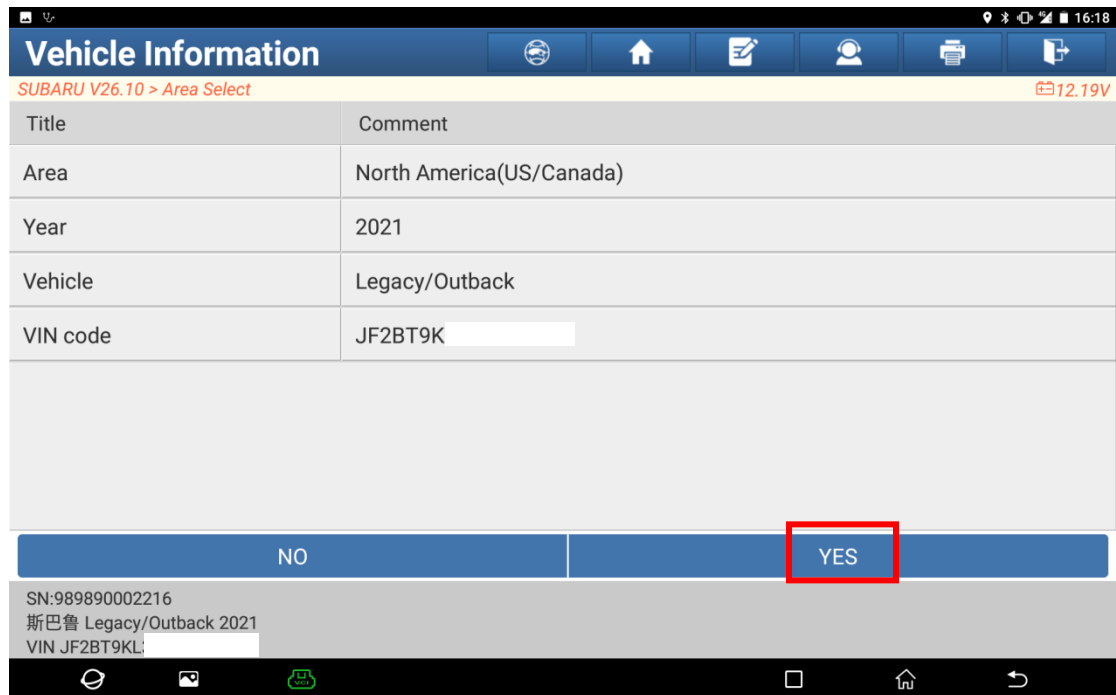 16:18
Vehicle Information
SUBARU V26.10 > Area Select
12.19V
Title Comment
Area North America(US/Canada)
Year 2021
Vehicle Legacy/Outback
VIN code JF2BT9K
NO YES
SN:989890002216
斯巴鲁 Legacy/Outback 2021
VIN JF2BT9KL
VCI